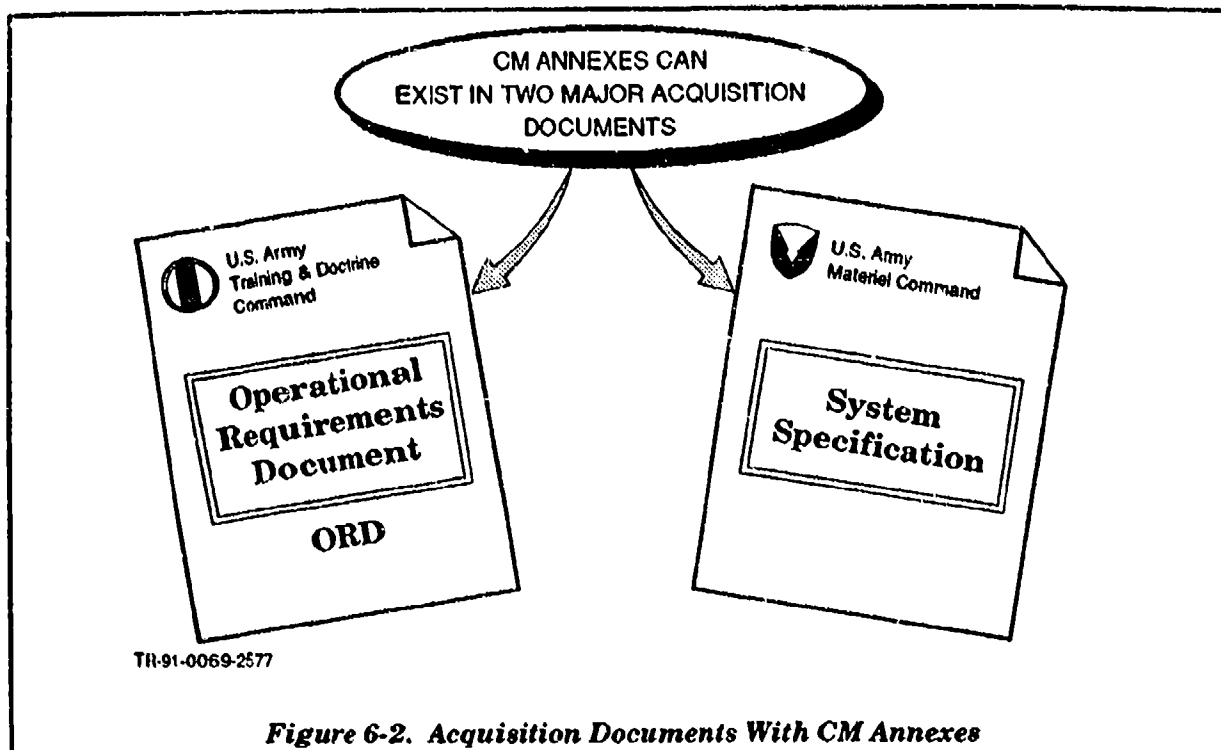 CM ANNEXES CAN
EXIST IN TWO MAJOR ACQUISITION
DOCUMENTS
U.S. Army
Training & Doctrine
Command
Operational
Requirements
Document
ORD
U.S. Army
Materiel Command
System
Specification
TR-91-0069-2577
Figure 6-2. Acquisition Documents With CM Annexes